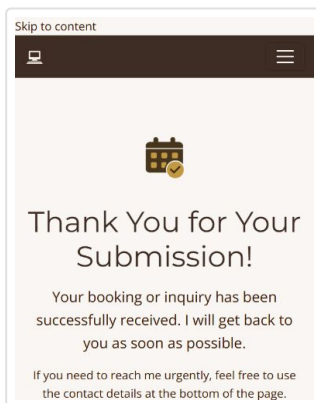 Skip to content
Thank You for Your
Submission!
Your booking or inquiry has been
successfully received. I will get back to
you as soon as possible.
If you need to reach me urgently, feel free to use
the contact details at the bottom of the page.